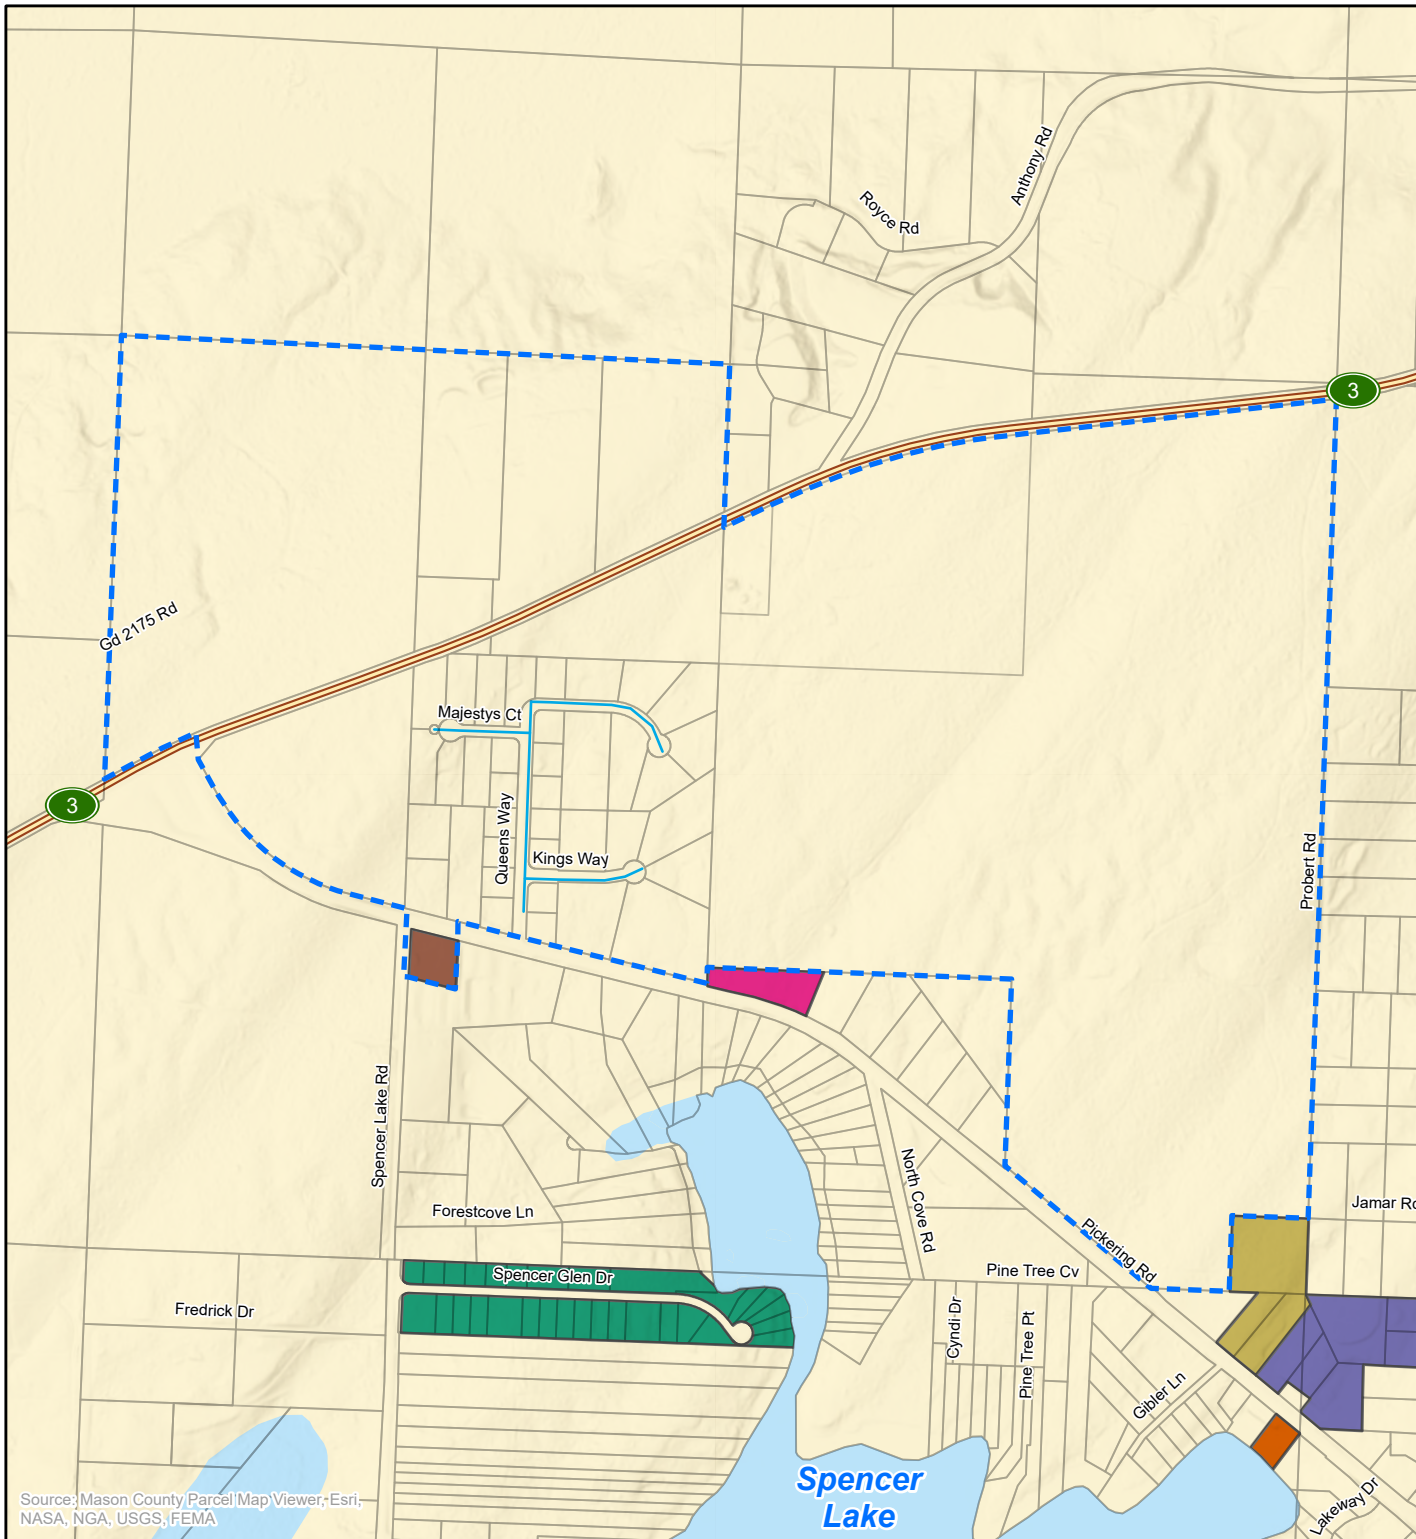 Anthony Rd
Royce Rd
3
Gd 2175 Rd
Majestys Ct
3
Queens Way
Kings Way
Probert Rd
Spencer Lake Rd
North Cove Rd
Forestcove Ln
Jamar Rd
Pickering Rd
Pine Tree Cv
Spencer Glen Dr
Fredrick Dr
Cyndi Dr
Pine Tree Pt
Gibler Ln
Spencer
Lake
Lakeway Dr
Source: Mason County Parcel Map Viewer, Esri,
NASA, NGA, USGS, FEMA